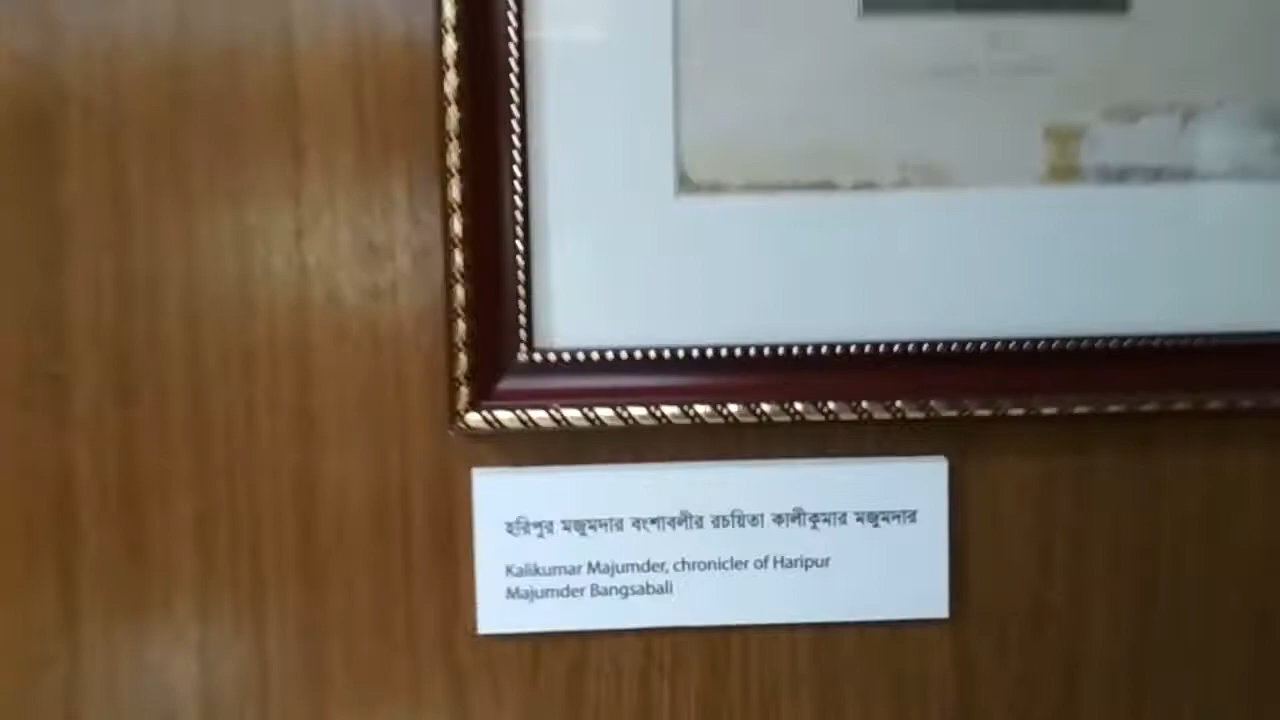 হরিপুর মজুমদার বংশাবলীর রচয়িতা কালীকুমার মজুমদার
Kalikumar Majumder, chronicler of Haripur
Majumder Bangsabali